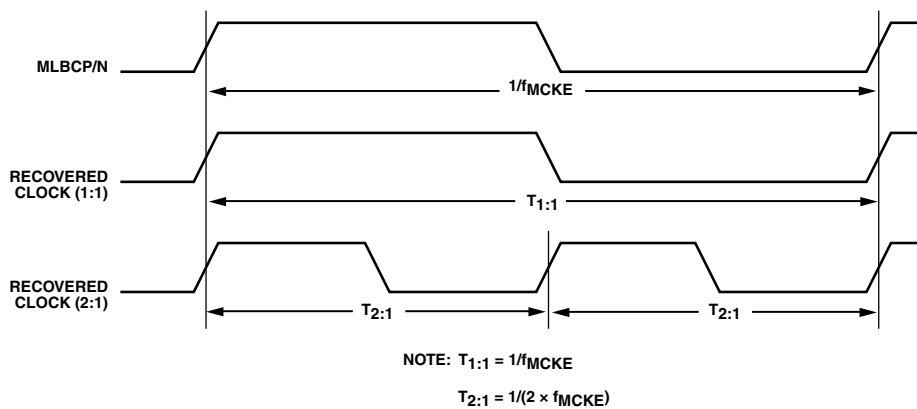 MLBCP/N
1/fMCKE
RECOVERED
CLOCK (1:1)
T1:1
RECOVERED
CLOCK (2:1)
T2:1
T2:1
NOTE: T1:1 = 1/fMCKE
T2:1 = 1/(2 × fMCKE)